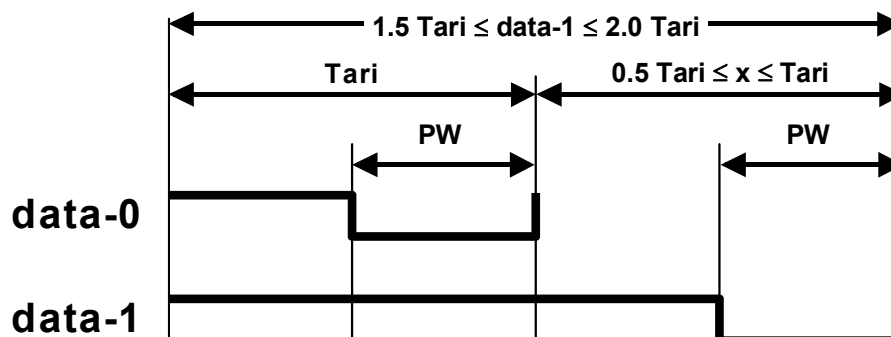 1.5 Tari ≤ data-1 ≤ 2.0 Tari
Tari 0.5 Tari ≤ x ≤ Tari
PW PW
data-0
data-1